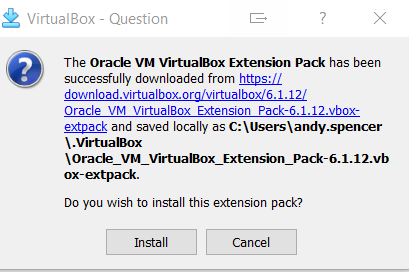 VirtualBox - Question
The Oracle VM VirtualBox Extension Pack has been
successfully downloaded from https://
download.virtualbox.org/virtualbox/6.1.12/
Oracle_VM_VirtualBox_Extension_Pack-6.1.12.vbox-
extpack and saved locally as C:\Users\andy.spencer
\.VirtualBox
\Oracle_VM_VirtualBox_Extension_Pack-6.1.12.vb
ox-extpack.
Do you wish to install this extension pack?
Install Cancel